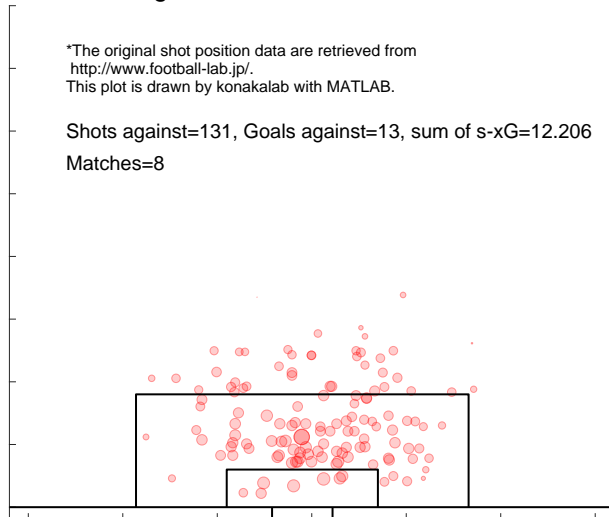 *The original shot position data are retrieved from
http://www.football-lab.jp/.
This plot is drawn by konakalab with MATLAB.
Shots against=131, Goals against=13, sum of s-xG=12.206
Matches=8